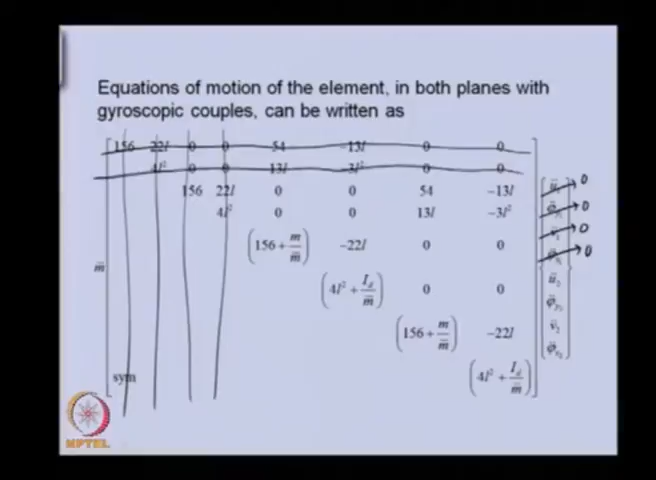 Equations of motion of the element, in both planes with
gyroscopic couples, can be written as
156 22l 0 0 54 -13l 0 0
4l² 0 0 13l -3l² 0 0
156 22l 0 0 54 -13l
4l² 0 0 13l -3l²
(156 + m/m̄) -22l 0 0
(4l² + I_d/m̄) 0 0
(156 + m/m̄) -22l
sym (4l² + I_d/m̄)
m̄
0
0
0
0
ü₂
v̈₂
NPTEL